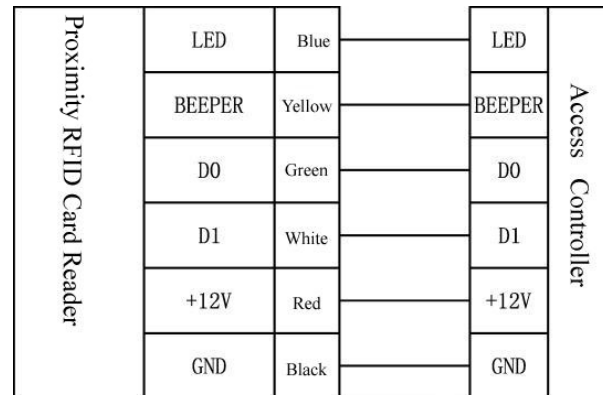 Proximity RFID Card Reader
LED Blue LED
BEEPER Yellow BEEPER
D0 Green D0
D1 White D1
+12V Red +12V
GND Black GND
Access Controller